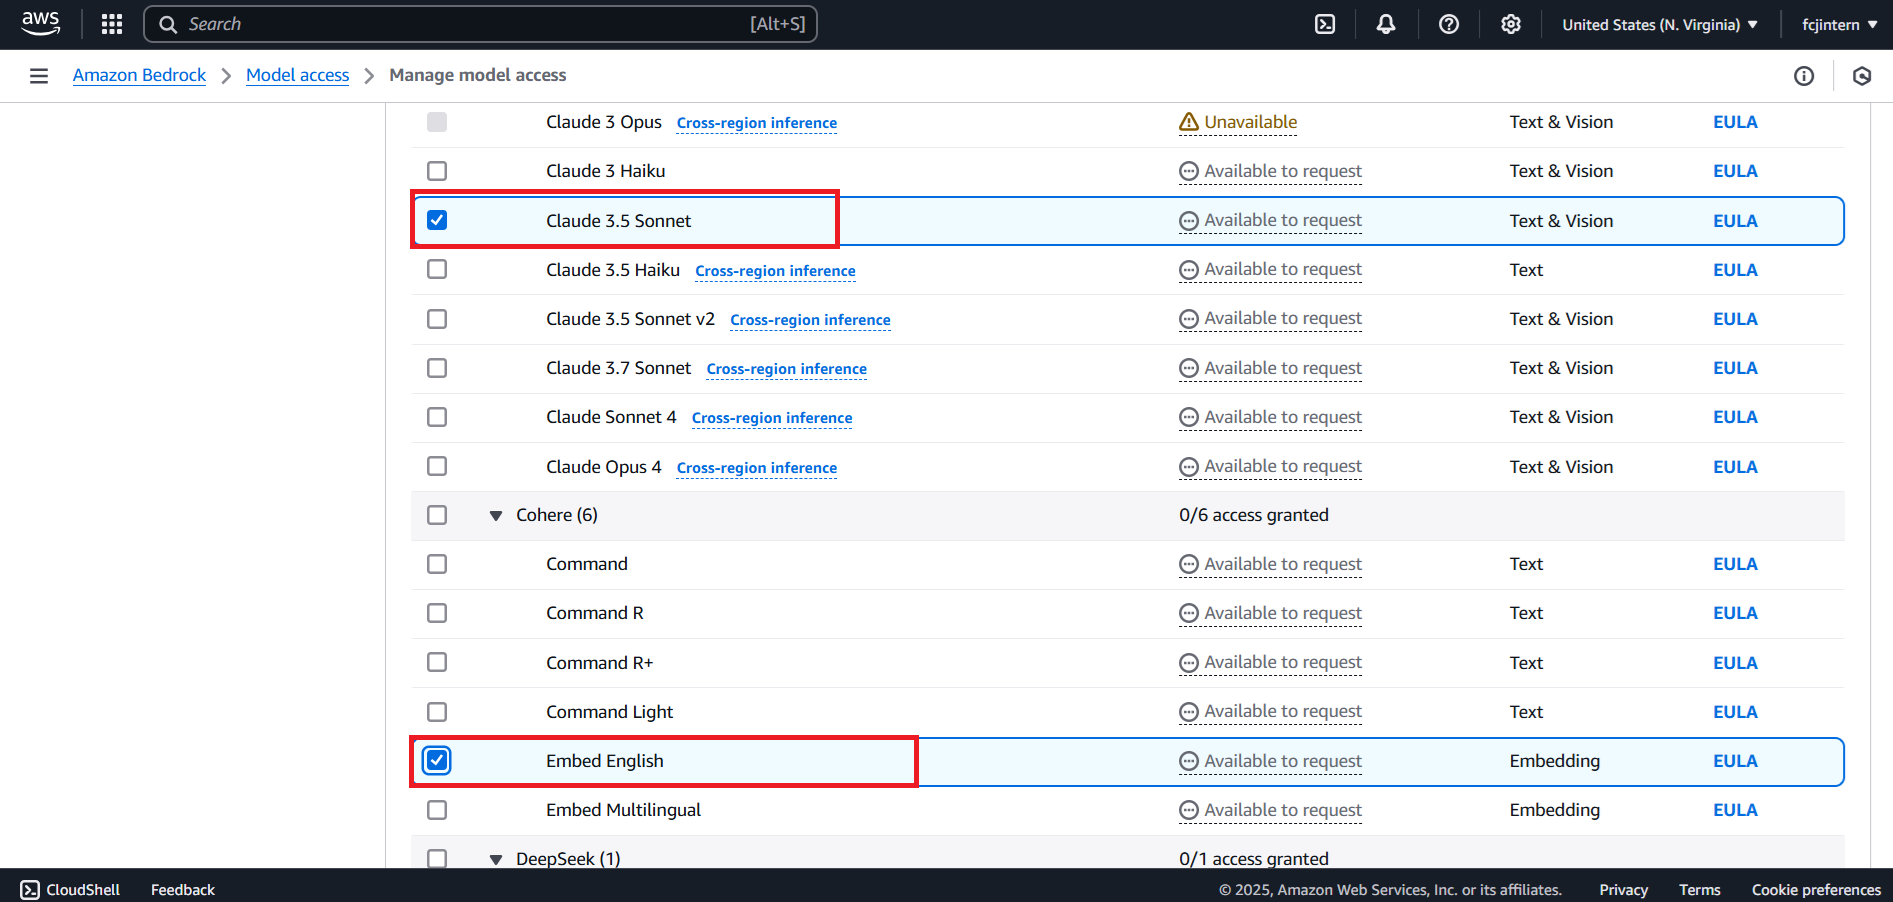 aws Search [Alt+S] United States (N. Virginia) fcjintern
Amazon Bedrock Model access Manage model access
Claude 3 Opus Cross-region inference Unavailable Text & Vision EULA
Claude 3 Haiku Available to request Text & Vision EULA
Claude 3.5 Sonnet Available to request Text & Vision EULA
Claude 3.5 Haiku Cross-region inference Available to request Text EULA
Claude 3.5 Sonnet v2 Cross-region inference Available to request Text & Vision EULA
Claude 3.7 Sonnet Cross-region inference Available to request Text & Vision EULA
Claude Sonnet 4 Cross-region inference Available to request Text & Vision EULA
Claude Opus 4 Cross-region inference Available to request Text & Vision EULA
Cohere (6) 0/6 access granted
Command Available to request Text EULA
Command R Available to request Text EULA
Command R+ Available to request Text EULA
Command Light Available to request Text EULA
Embed English Available to request Embedding EULA
Embed Multilingual Available to request Embedding EULA
DeepSeek (1) 0/1 access granted
CloudShell Feedback © 2025, Amazon Web Services, Inc. or its affiliates. Privacy Terms Cookie preferences